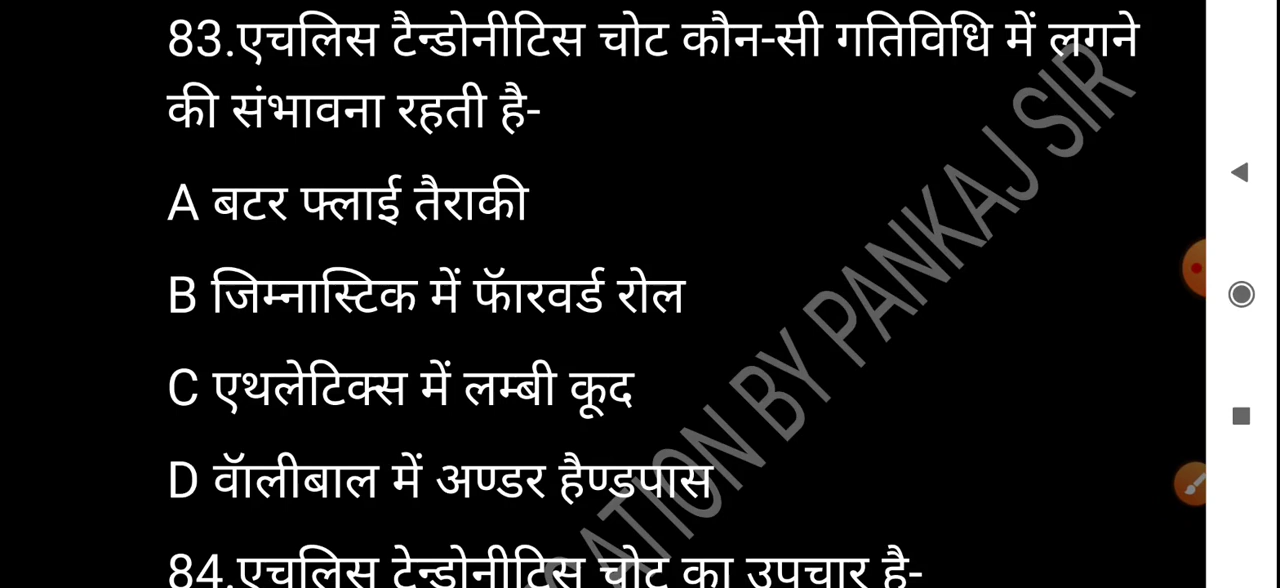 83.एचलिस टैन्डोनीटिस चोट कौन-सी गतिविधि में लगने
की संभावना रहती है-
A बटर फ्लाई तैराकी
B जिम्नास्टिक में फॅारवर्ड रोल
C एथलेटिक्स में लम्बी कूद
D वॅालीबाल में अण्डर हैण्डपास
84.एचलिस टेन्डोनीटिस चोट का उपचार है-
BY PANKAJ SIR